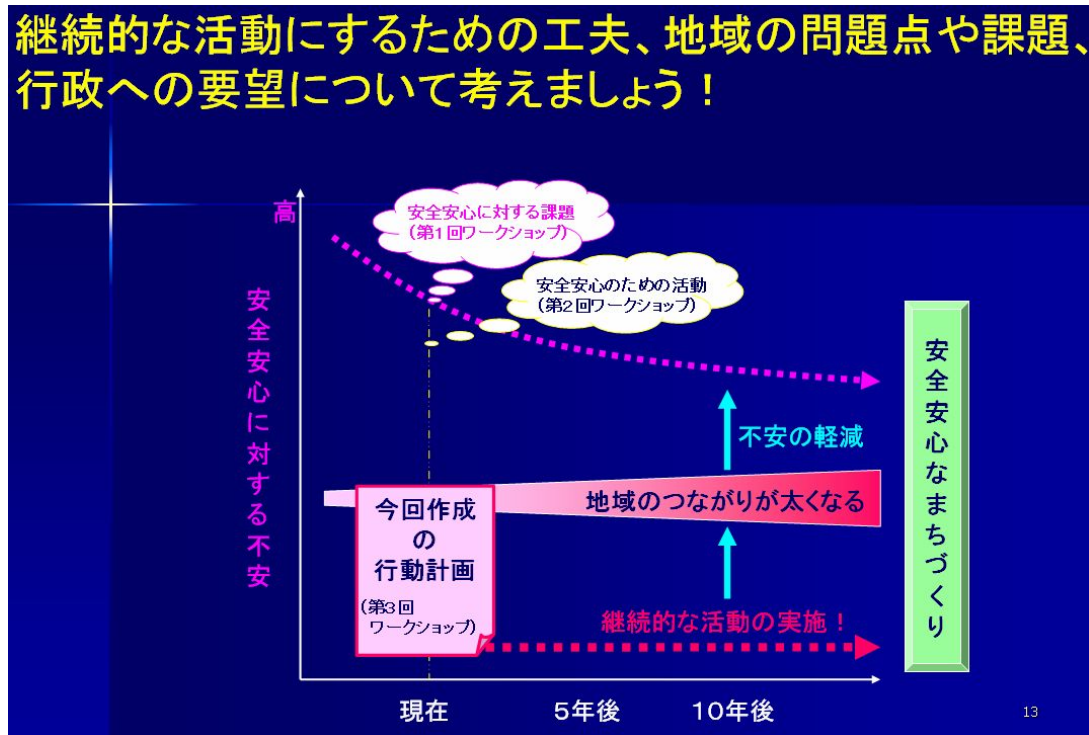 継続的な活動にするための工夫、地域の問題点や課題、
行政への要望について考えましょう！
高
安全安心に対する課題
（第1回ワークショップ）
安全安心のための活動
（第2回ワークショップ）
安全安心に対する不安
不安の軽減
地域のつながりが太くなる
今回作成
の
行動計画
（第3回
ワークショップ）
継続的な活動の実施！
安全安心なまちづくり
現在
５年後
１０年後
13